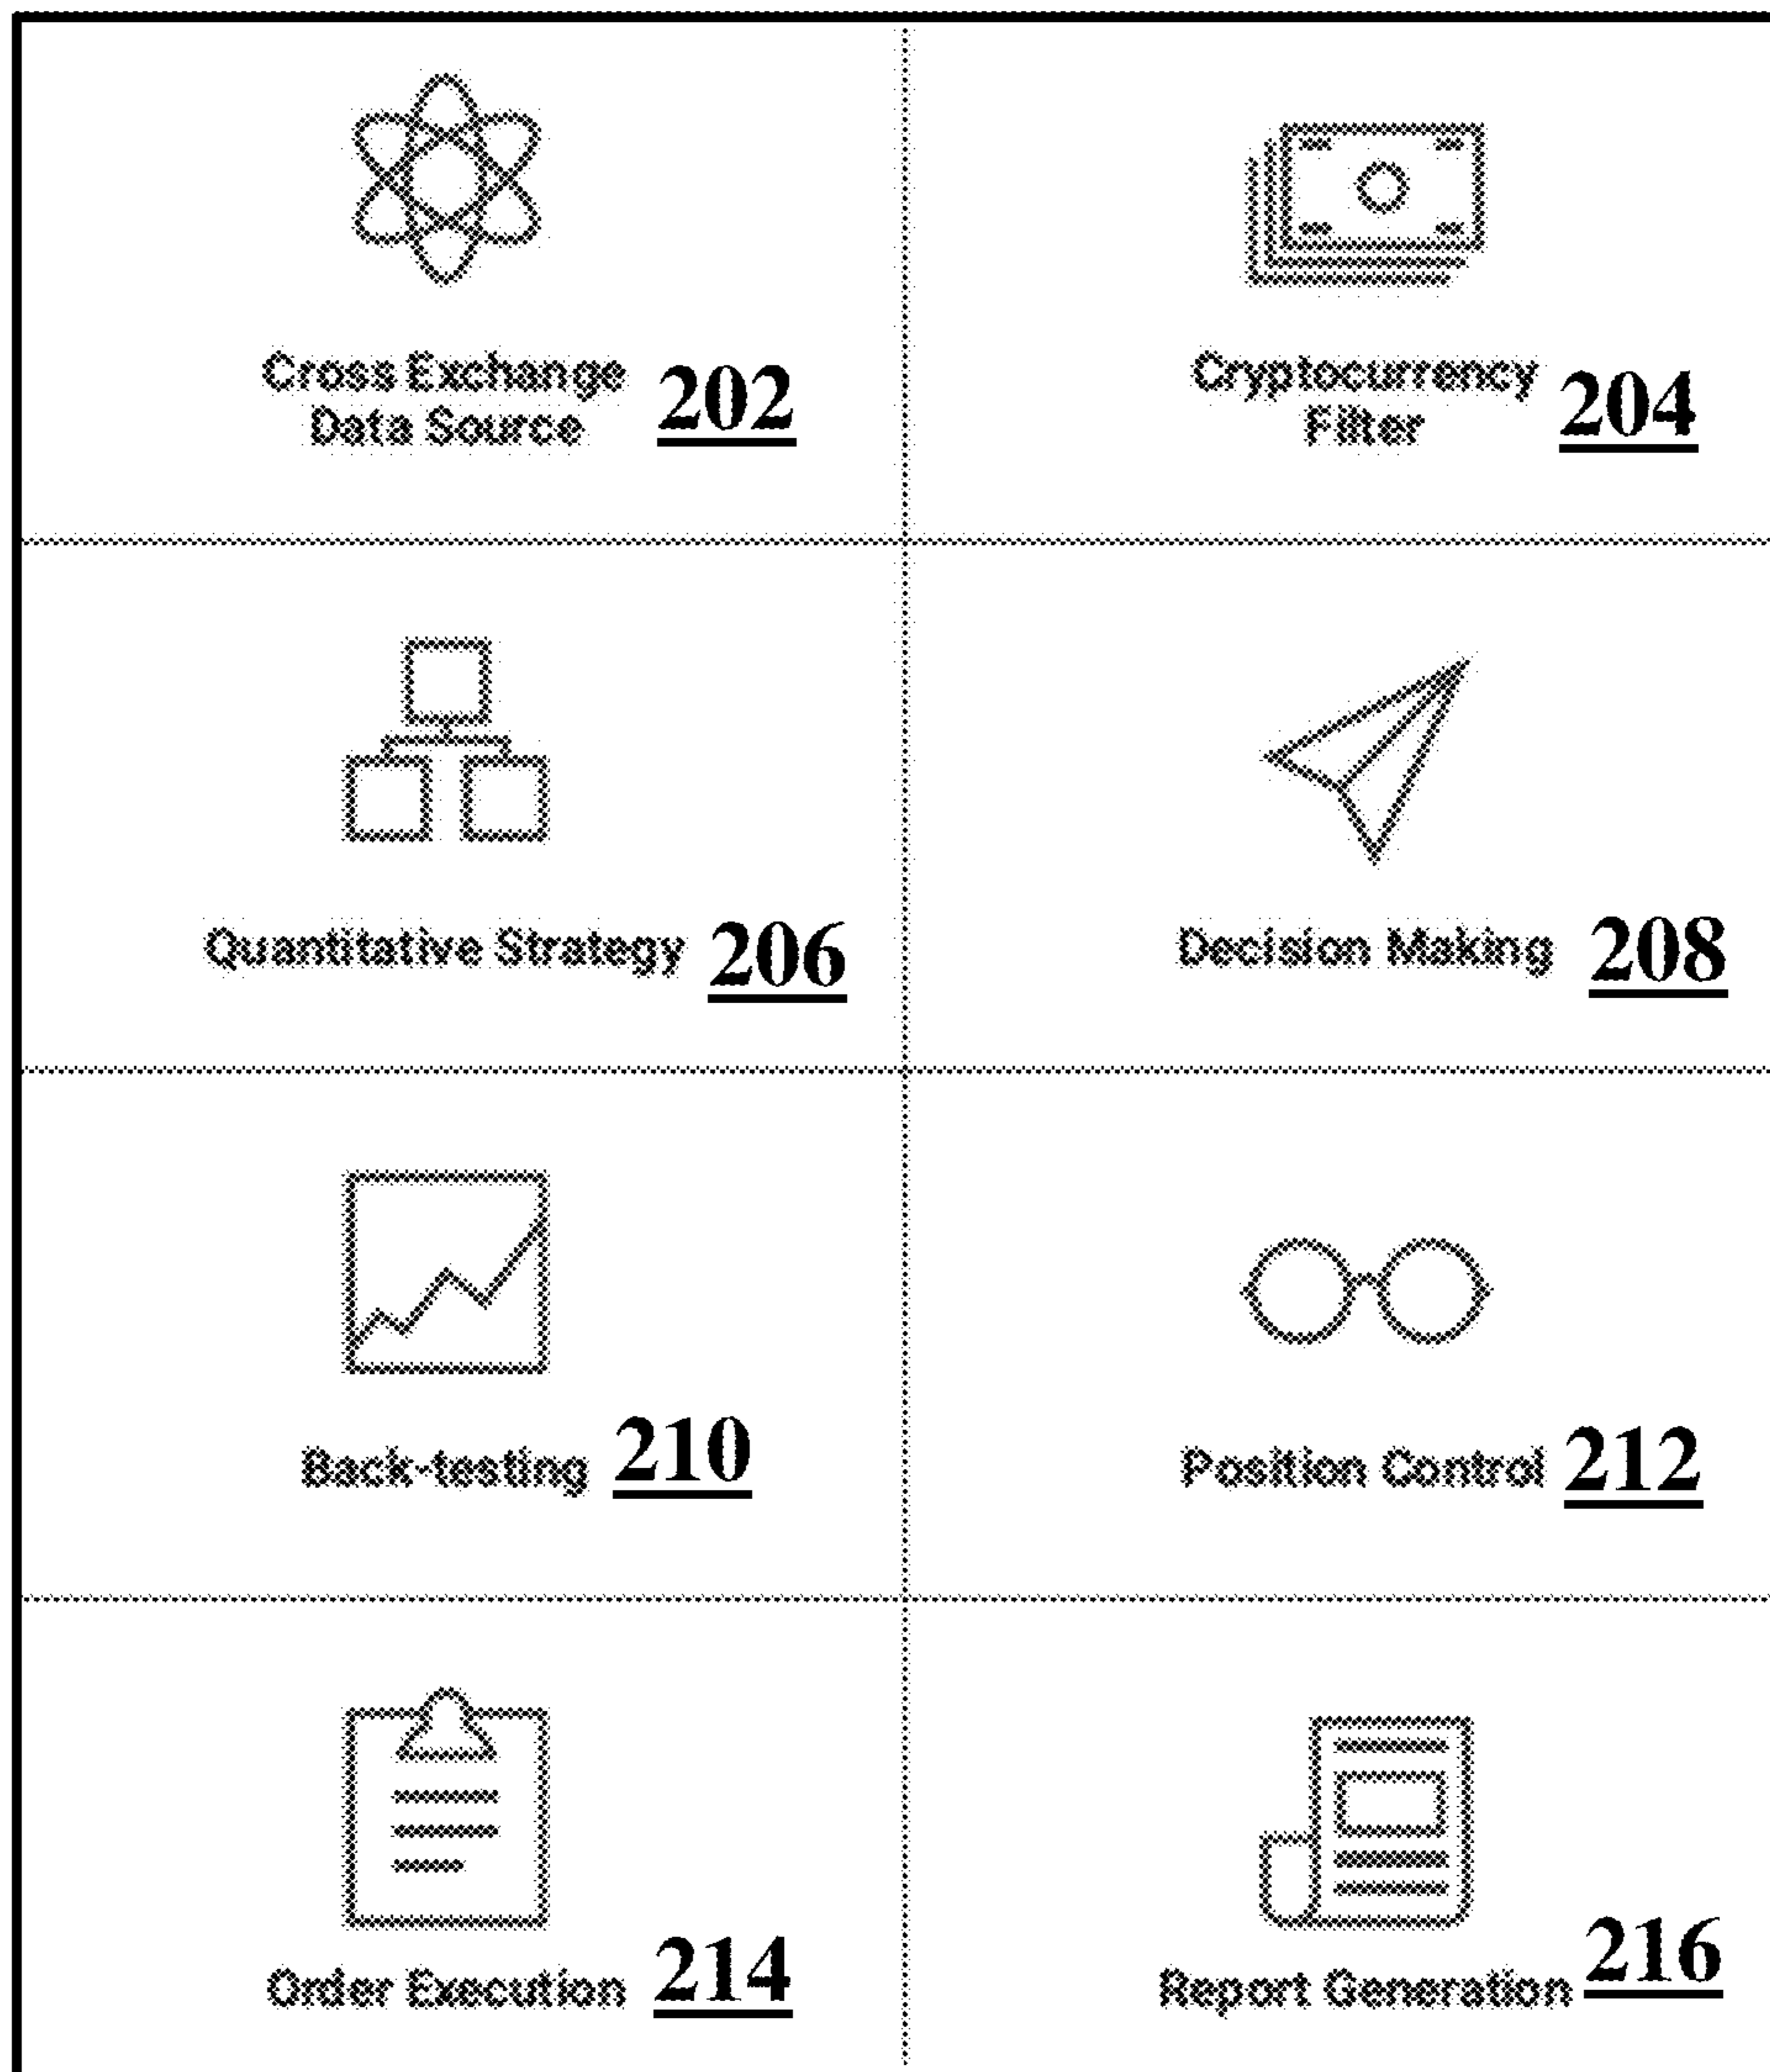 Cross Exchange
Data Source 202
Cryptocurrency
Filter 204
Quantitative Strategy 206
Decision Making 208
Back-testing 210
Position Control 212
Order Execution 214
Report Generation 216